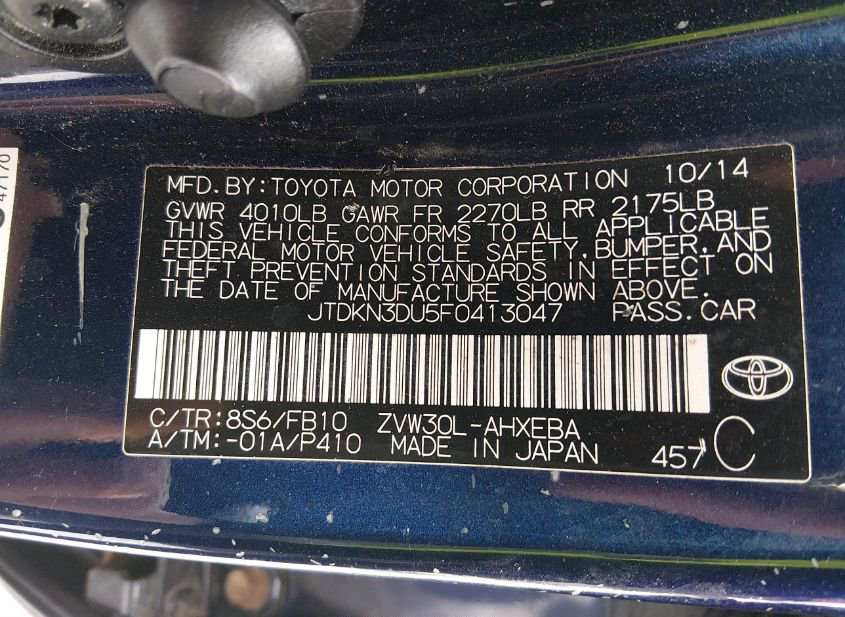 47170
MFD.BY:TOYOTA MOTOR CORPORATION 10/14
GVWR 4010LB GAWR FR 2270LB RR 2175LB
THIS VEHICLE CONFORMS TO ALL APPLICABLE
FEDERAL MOTOR VEHICLE SAFETY,BUMPER,AND
THEFT PREVENTION STANDARDS IN EFFECT ON
THE DATE OF MANUFACTURE SHOWN ABOVE.
JTDKN3DU5F0413047 PASS.CAR
C/TR:8S6/FB10 ZVW30L-AHXEBA
A/TM:-01A/P410 MADE IN JAPAN 457 C